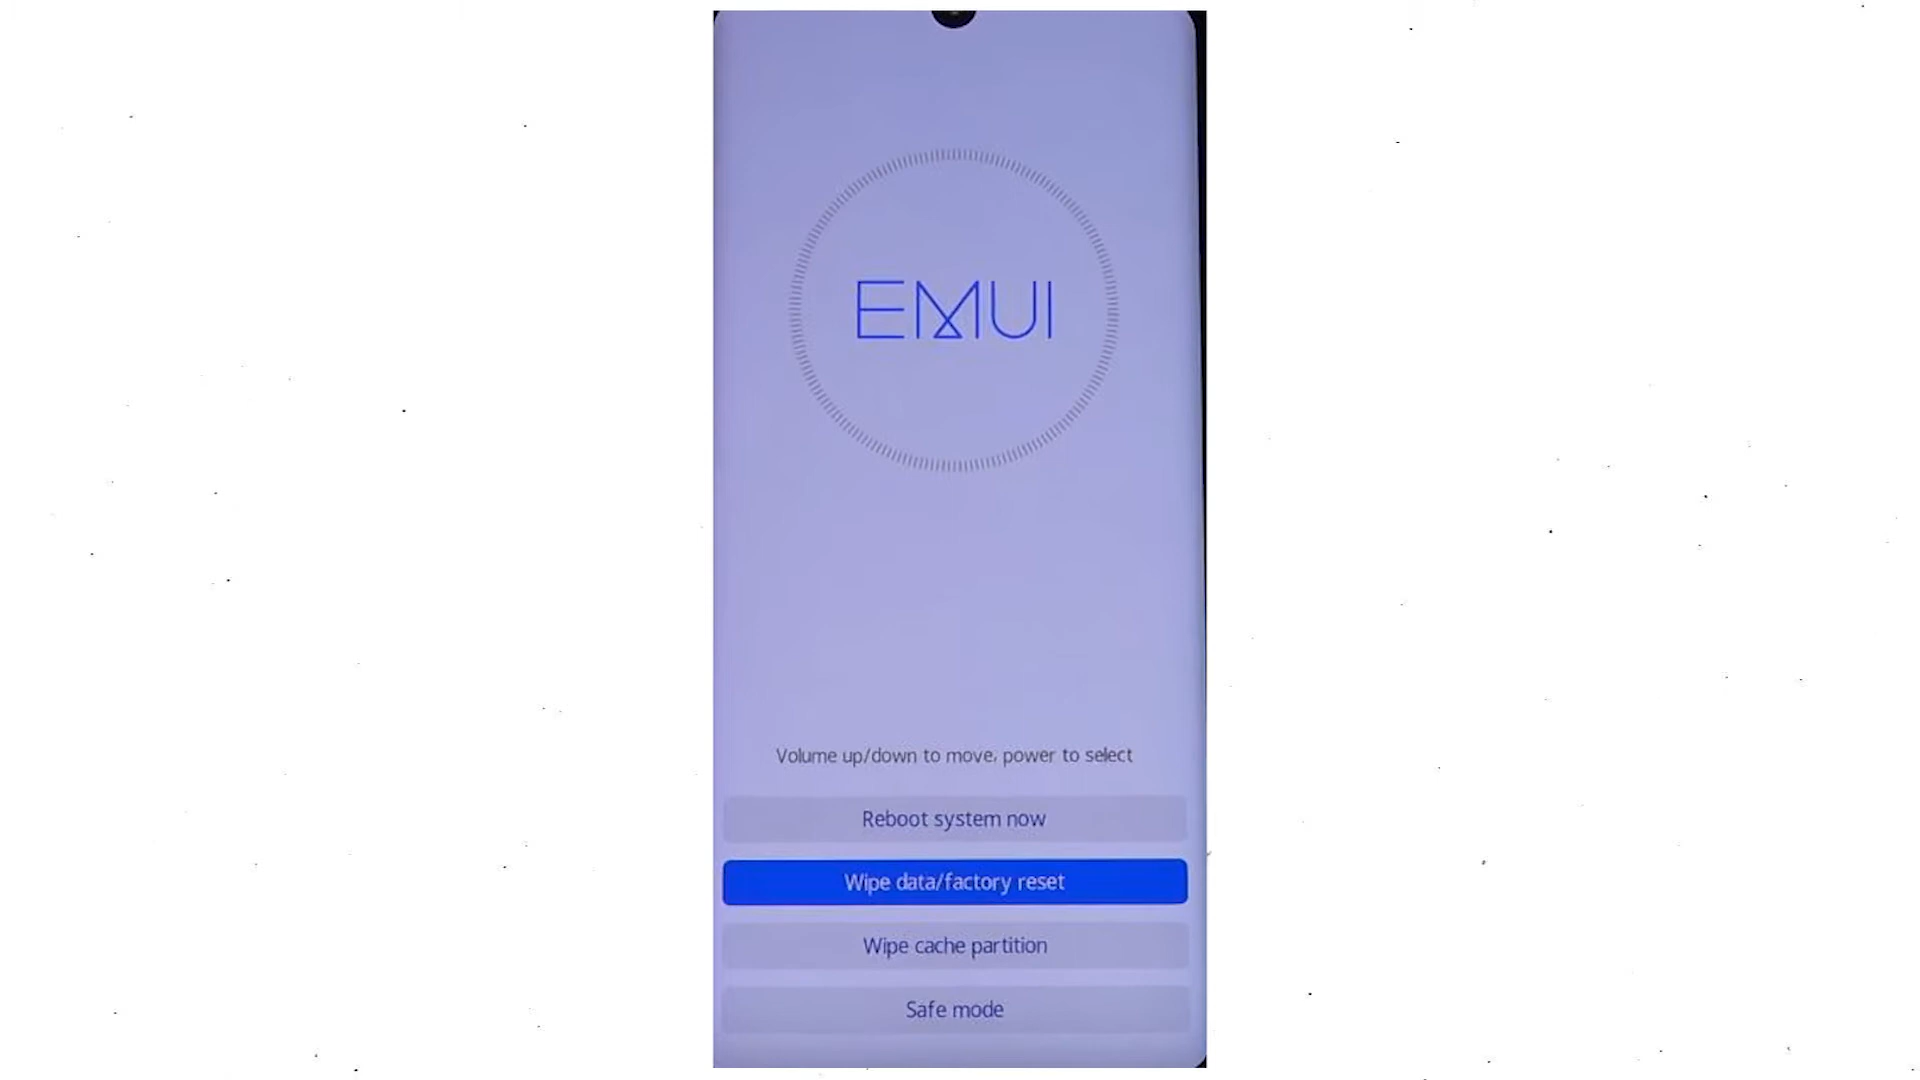 EMUI
Volume up/down to move, power to select
Reboot system now
Wipe data/factory reset
Wipe cache partition
Safe mode